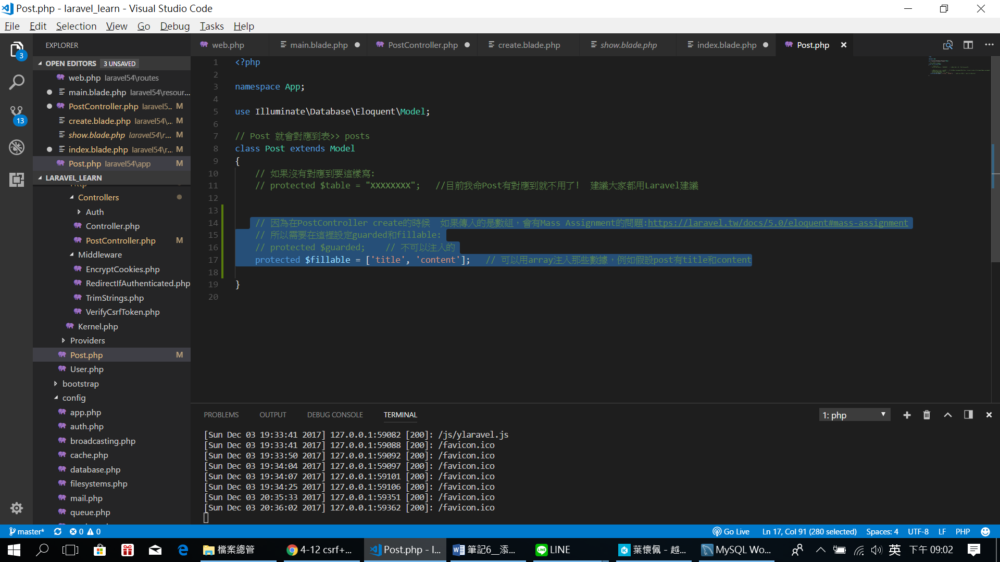 Post.php - laravel_learn - Visual Studio Code
File Edit Selection View Go Debug Tasks Help
3
13
EXPLORER
OPEN EDITORS 3 UNSAVED
web.php laravel54\routes
main.blade.php laravel54\resour...
PostController.php laravel5... M
create.blade.php laravel54\... M
show.blade.php laravel54\r... M
index.blade.php laravel54\r... M
Post.php laravel54\app M
LARAVEL_LEARN
Http
Controllers
Auth
Controller.php
PostController.php M
Middleware
EncryptCookies.php
RedirectIfAuthenticated.php
TrimStrings.php
VerifyCsrfToken.php
Kernel.php
Providers
Post.php M
User.php
bootstrap
config
app.php
auth.php
broadcasting.php
cache.php
database.php
filesystems.php
mail.php
queue.php
web.php main.blade.php PostController.php create.blade.php show.blade.php index.blade.php Post.php
1 <?php
2
3 namespace App;
4
5 use Illuminate\Database\Eloquent\Model;
6
7 // Post 就會對應到表>> posts
8 class Post extends Model
9 {
10 // 如果沒有對應到要這樣寫:
11 // protected $table = "XXXXXXXX"; //目前我命Post有對應到就不用了! 建議大家都用Laravel建議
12
13
14 // 因為在PostController create的時候 如果傳入的是數組，會有Mass Assignment的問題:https://laravel.tw/docs/5.0/eloquent#mass-assignment
15 // 所以需要在這裡設定guarded和fillable:
16 // protected $guarded; // 不可以注入的
17 protected $fillable = ['title', 'content']; // 可以用array注入那些數據，例如假設post有title和content
18
19 }
20
PROBLEMS OUTPUT DEBUG CONSOLE TERMINAL 1: php
[Sun Dec 03 19:33:41 2017] 127.0.0.1:59082 [200]: /js/ylaravel.js
[Sun Dec 03 19:33:41 2017] 127.0.0.1:59088 [200]: /favicon.ico
[Sun Dec 03 19:33:50 2017] 127.0.0.1:59092 [200]: /favicon.ico
[Sun Dec 03 19:34:04 2017] 127.0.0.1:59097 [200]: /favicon.ico
[Sun Dec 03 19:34:07 2017] 127.0.0.1:59101 [200]: /favicon.ico
[Sun Dec 03 19:34:25 2017] 127.0.0.1:59106 [200]: /favicon.ico
[Sun Dec 03 20:35:33 2017] 127.0.0.1:59351 [200]: /favicon.ico
[Sun Dec 03 20:36:02 2017] 127.0.0.1:59362 [200]: /favicon.ico
master* 0 0 Go Live Ln 17, Col 91 (280 selected) Spaces: 4 UTF-8 LF PHP
檔案總管 4-12 csrf+... Post.php - l... 筆記6__添... LINE 葉懷佩 - 越... MySQL Wo... 英 下午 09:02